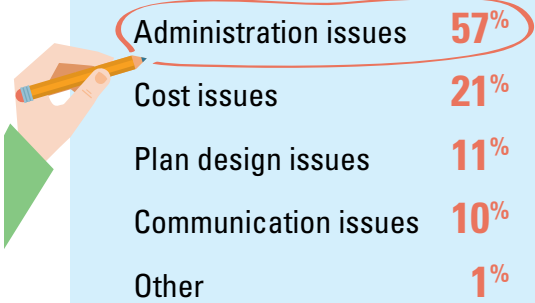 Administration issues 57%
Cost issues 21%
Plan design issues 11%
Communication issues 10%
Other 1%